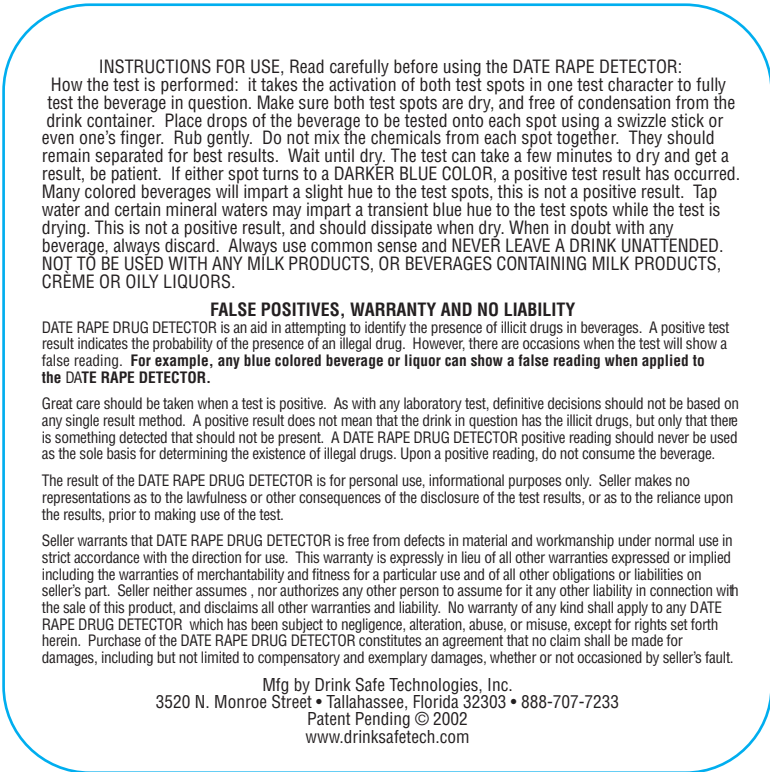 INSTRUCTIONS FOR USE, Read carefully before using the DATE RAPE DETECTOR:
How the test is performed: it takes the activation of both test spots in one test character to fully
test the beverage in question. Make sure both test spots are dry, and free of condensation from the
drink container. Place drops of the beverage to be tested onto each spot using a swizzle stick or
even one's finger. Rub gently. Do not mix the chemicals from each spot together. They should
remain separated for best results. Wait until dry. The test can take a few minutes to dry and get a
result, be patient. If either spot turns to a DARKER BLUE COLOR, a positive test result has occurred.
Many colored beverages will impart a slight hue to the test spots, this is not a positive result. Tap
water and certain mineral waters may impart a transient blue hue to the test spots while the test is
drying. This is not a positive result, and should dissipate when dry. When in doubt with any
beverage, always discard. Always use common sense and NEVER LEAVE A DRINK UNATTENDED.
NOT TO BE USED WITH ANY MILK PRODUCTS, OR BEVERAGES CONTAINING MILK PRODUCTS,
CRÈME OR OILY LIQUORS.
FALSE POSITIVES, WARRANTY AND NO LIABILITY
DATE RAPE DRUG DETECTOR is an aid in attempting to identify the presence of illicit drugs in beverages. A positive test
result indicates the probability of the presence of an illegal drug. However, there are occasions when the test will show a
false reading. For example, any blue colored beverage or liquor can show a false reading when applied to
the DATE RAPE DETECTOR.
Great care should be taken when a test is positive. As with any laboratory test, definitive decisions should not be based on
any single result method. A positive result does not mean that the drink in question has the illicit drugs, but only that there
is something detected that should not be present. A DATE RAPE DRUG DETECTOR positive reading should never be used
as the sole basis for determining the existence of illegal drugs. Upon a positive reading, do not consume the beverage.
The result of the DATE RAPE DRUG DETECTOR is for personal use, informational purposes only. Seller makes no
representations as to the lawfulness or other consequences of the disclosure of the test results, or as to the reliance upon
the results, prior to making use of the test.
Seller warrants that DATE RAPE DRUG DETECTOR is free from defects in material and workmanship under normal use in
strict accordance with the direction for use. This warranty is expressly in lieu of all other warranties expressed or implied
including the warranties of merchantability and fitness for a particular use and of all other obligations or liabilities on
seller's part. Seller neither assumes , nor authorizes any other person to assume for it any other liability in connection with
the sale of this product, and disclaims all other warranties and liability. No warranty of any kind shall apply to any DATE
RAPE DRUG DETECTOR which has been subject to negligence, alteration, abuse, or misuse, except for rights set forth
herein. Purchase of the DATE RAPE DRUG DETECTOR constitutes an agreement that no claim shall be made for
damages, including but not limited to compensatory and exemplary damages, whether or not occasioned by seller's fault.
Mfg by Drink Safe Technologies, Inc.
3520 N. Monroe Street • Tallahassee, Florida 32303 • 888-707-7233
Patent Pending © 2002
www.drinksafetech.com